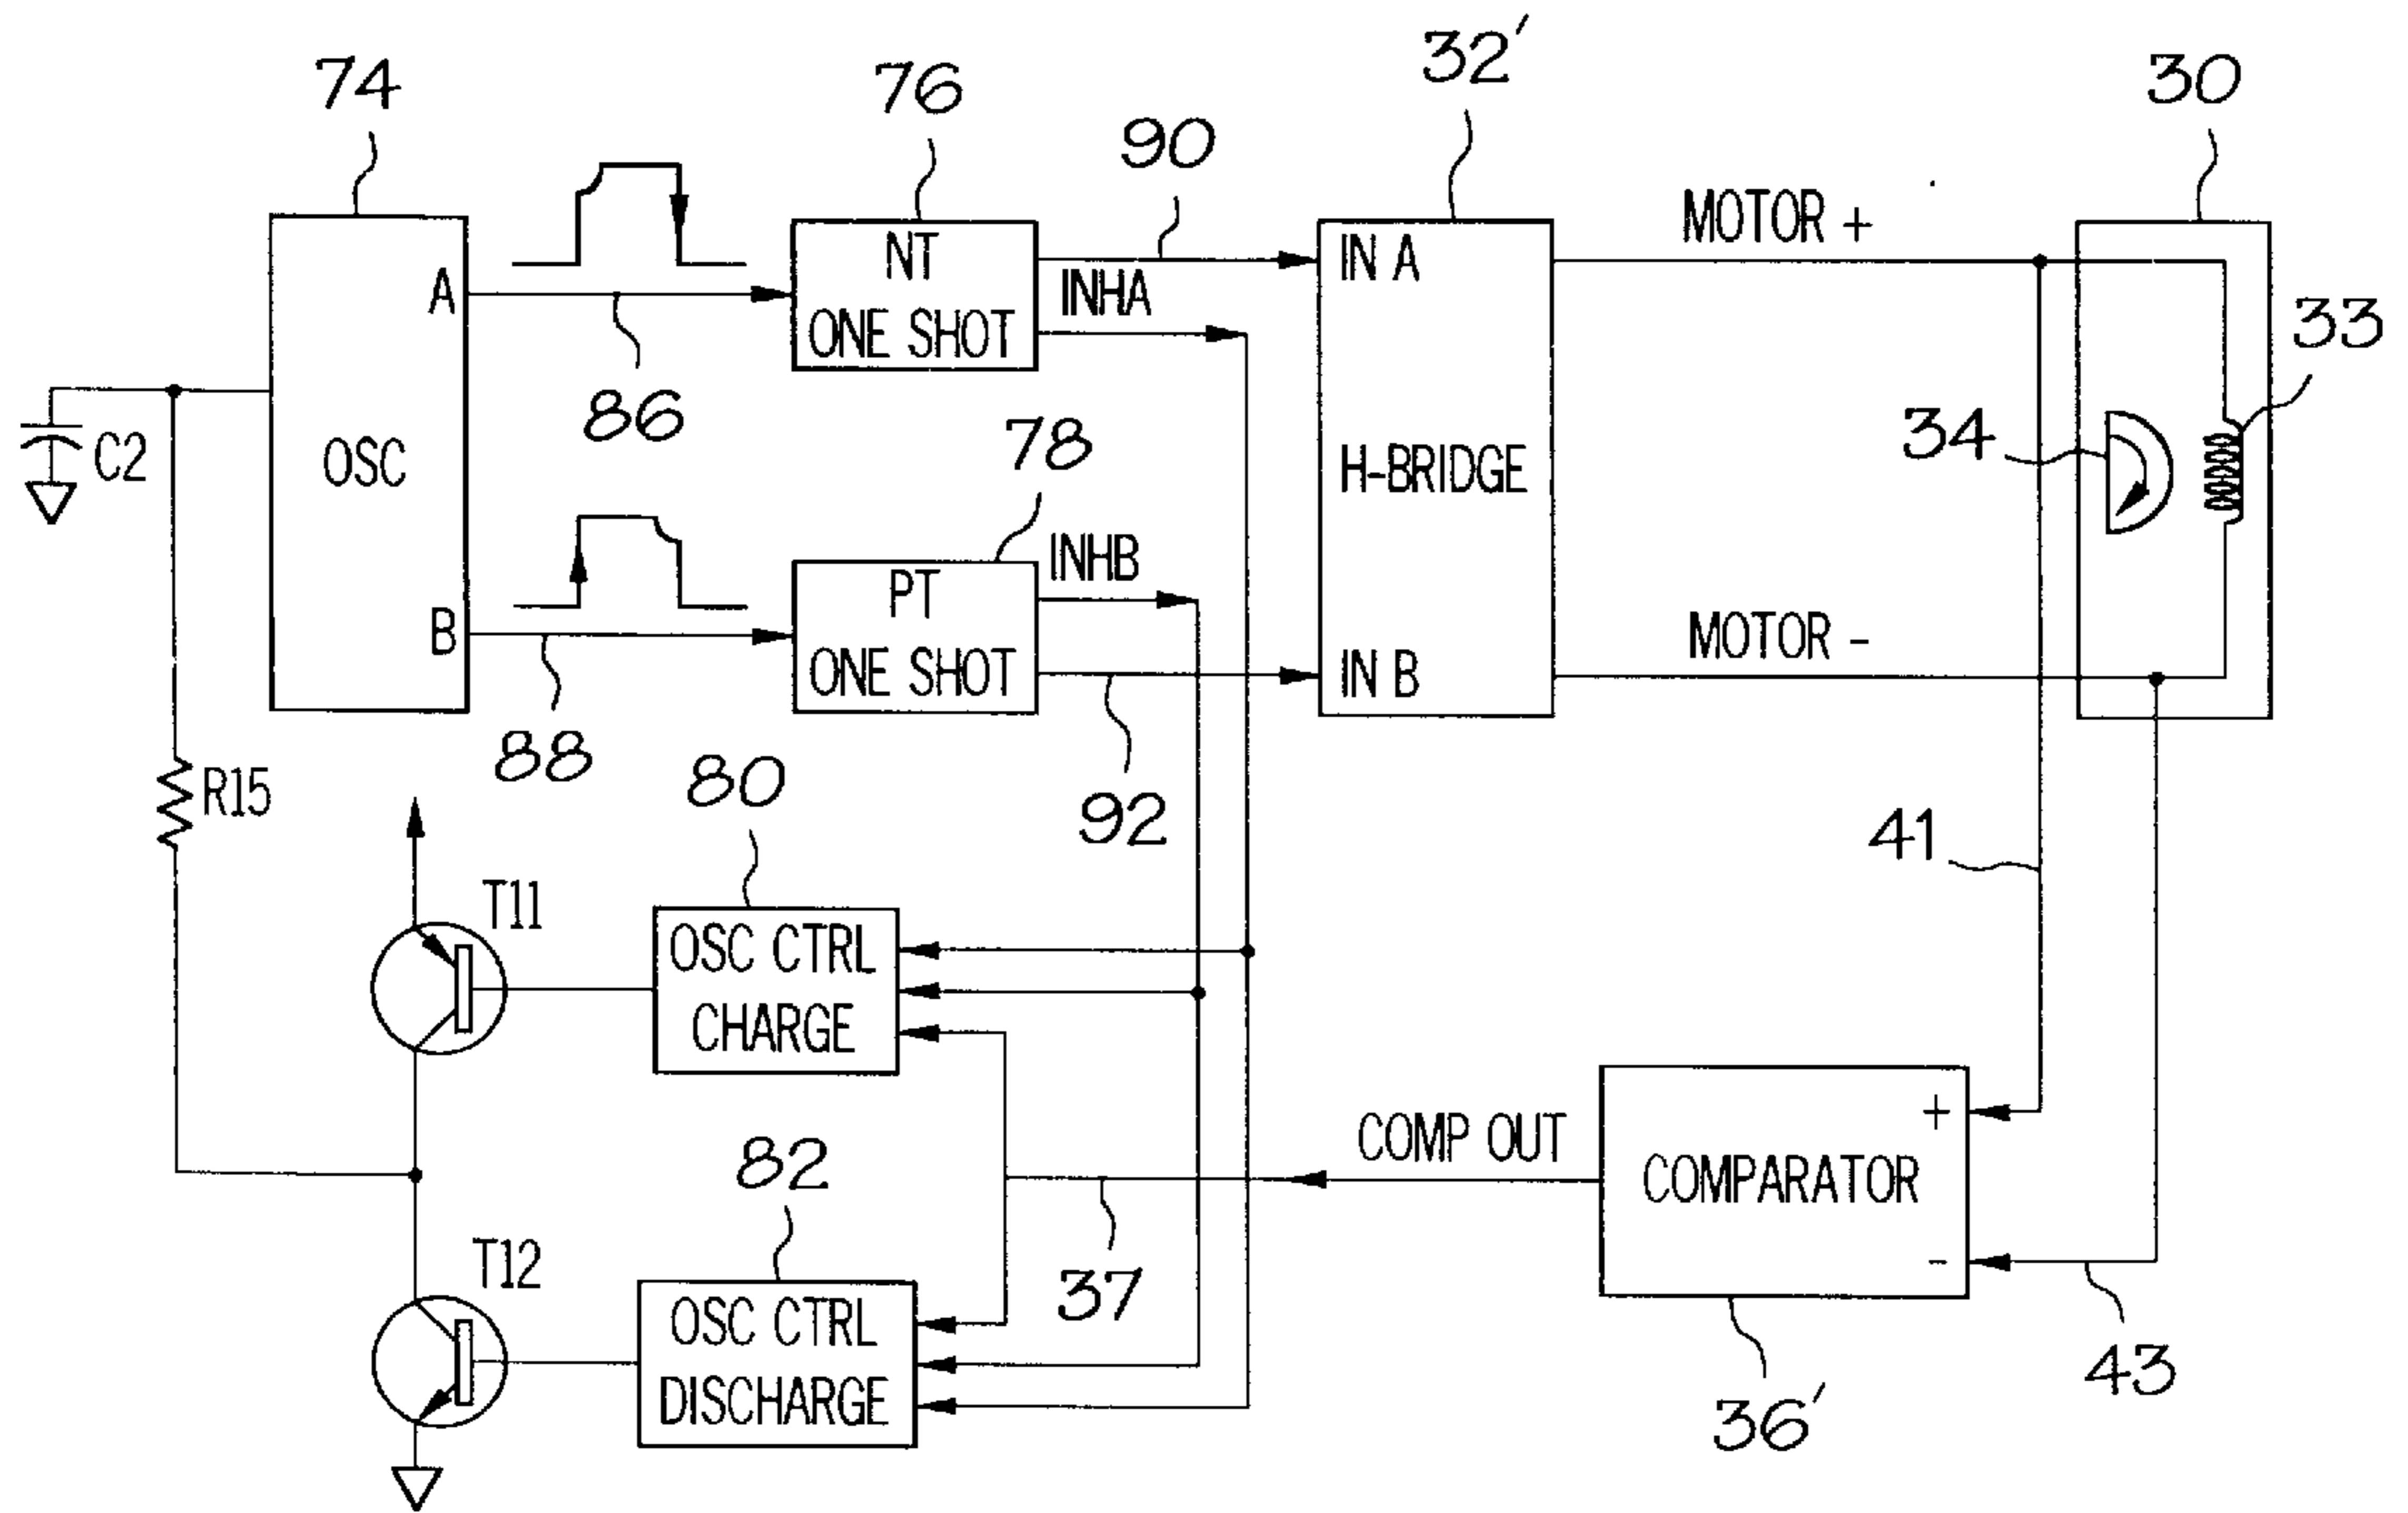 74
76
90
32'
30
MOTOR +
A
NT
ONE SHOT
INHA
IN A
33
86
C2
OSC
78
34
H-BRIDGE
INHB
B
PT
ONE SHOT
IN B
MOTOR -
88
R15
80
92
41
T11
OSC CTRL
CHARGE
COMP OUT
+
COMPARATOR
-
82
37
T12
OSC CTRL
DISCHARGE
36'
43